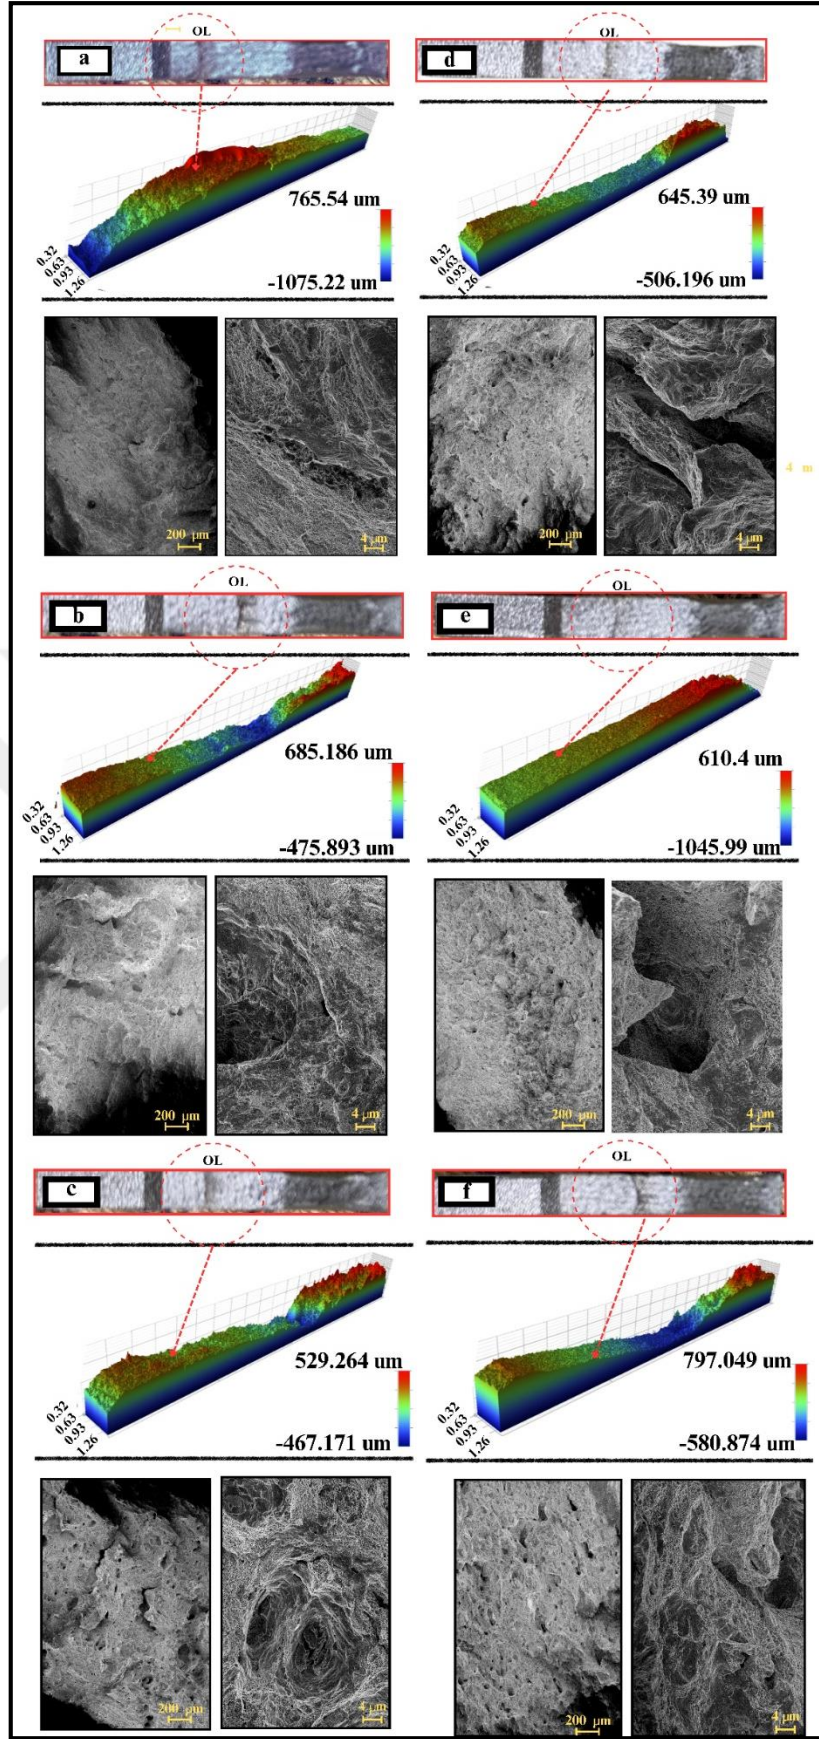 OL
a
765.54 um
-1075.22 um
0.32
0.63
0.93
1.26
200 μm
4 μm
OL
d
645.39 um
-506.196 um
0.32
0.63
0.93
1.26
200 μm
4 μm
4 m
OL
b
685.186 um
-475.893 um
0.32
0.63
0.93
1.26
200 μm
4 μm
OL
e
610.4 um
-1045.99 um
0.32
0.63
0.93
1.26
200 μm
4 μm
OL
c
529.264 um
-467.171 um
0.32
0.63
0.93
1.26
200 μm
4 μm
OL
f
797.049 um
-580.874 um
0.32
0.63
0.93
1.26
200 μm
4 μm